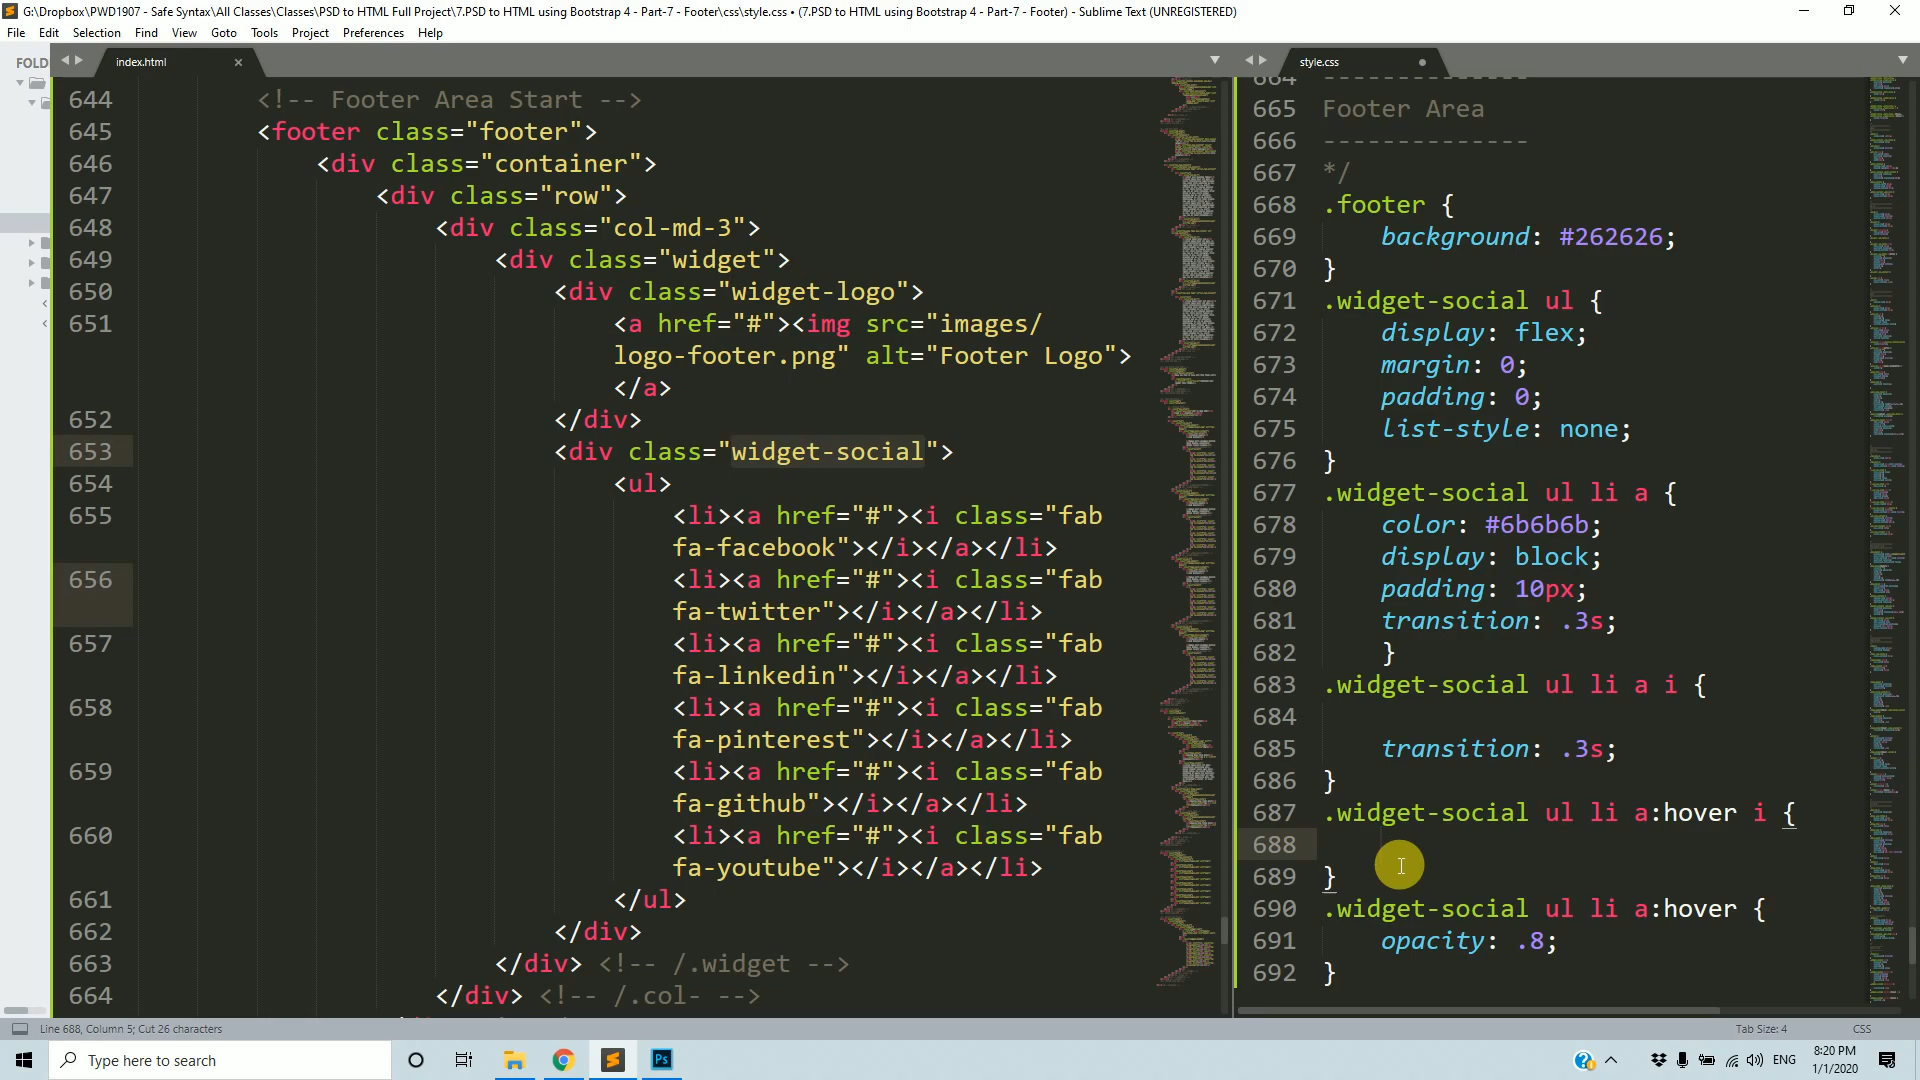 G:\Dropbox\PWD1907 - Safe Syntax\All Classes\Classes\PSD to HTML Full Project\7.PSD to HTML using Bootstrap 4 - Part-7 - Footer\css\style.css • (7.PSD to HTML using Bootstrap 4 - Part-7 - Footer) - Sublime Text (UNREGISTERED)
File Edit Selection Find View Goto Tools Project Preferences Help
FOLD
index.html
644 <!-- Footer Area Start -->
645 <footer class="footer">
646 <div class="container">
647 <div class="row">
648 <div class="col-md-3">
649 <div class="widget">
650 <div class="widget-logo">
651 <a href="#"><img src="images/
logo-footer.png" alt="Footer Logo">
</a>
652 </div>
653 <div class="widget-social">
654 <ul>
655 <li><a href="#"><i class="fab
fa-facebook"></i></a></li>
656 <li><a href="#"><i class="fab
fa-twitter"></i></a></li>
657 <li><a href="#"><i class="fab
fa-linkedin"></i></a></li>
658 <li><a href="#"><i class="fab
fa-pinterest"></i></a></li>
659 <li><a href="#"><i class="fab
fa-github"></i></a></li>
660 <li><a href="#"><i class="fab
fa-youtube"></i></a></li>
661 </ul>
662 </div>
663 </div> <!-- /.widget -->
664 </div> <!-- /.col- -->
style.css
664 --------------
665 Footer Area
666 --------------
667 */
668 .footer {
669 background: #262626;
670 }
671 .widget-social ul {
672 display: flex;
673 margin: 0;
674 padding: 0;
675 list-style: none;
676 }
677 .widget-social ul li a {
678 color: #6b6b6b;
679 display: block;
680 padding: 10px;
681 transition: .3s;
682 }
683 .widget-social ul li a i {
684
685 transition: .3s;
686 }
687 .widget-social ul li a:hover i {
688
689 }
690 .widget-social ul li a:hover {
691 opacity: .8;
692 }
Line 688, Column 5; Cut 26 characters
Tab Size: 4 CSS
Type here to search
Ps
ENG
8:20 PM
1/1/2020